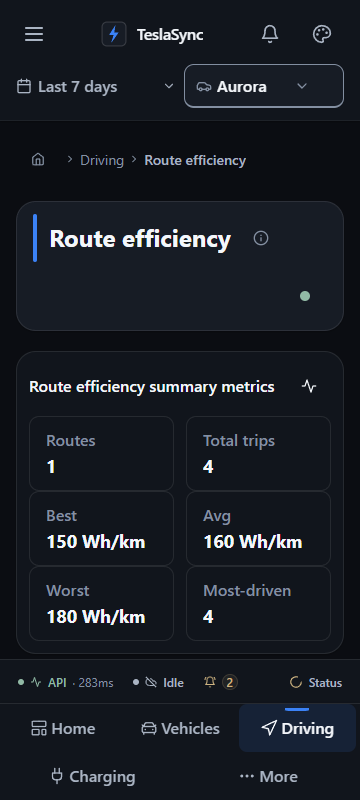 TeslaSync
Last 7 days
Aurora
Driving
Route efficiency
Route efficiency
Route efficiency summary metrics
Routes
1
Total trips
4
Best
150 Wh/km
Avg
160 Wh/km
Worst
180 Wh/km
Most-driven
4
API · 283ms
Idle
2
Status
Home
Vehicles
Driving
Charging
More